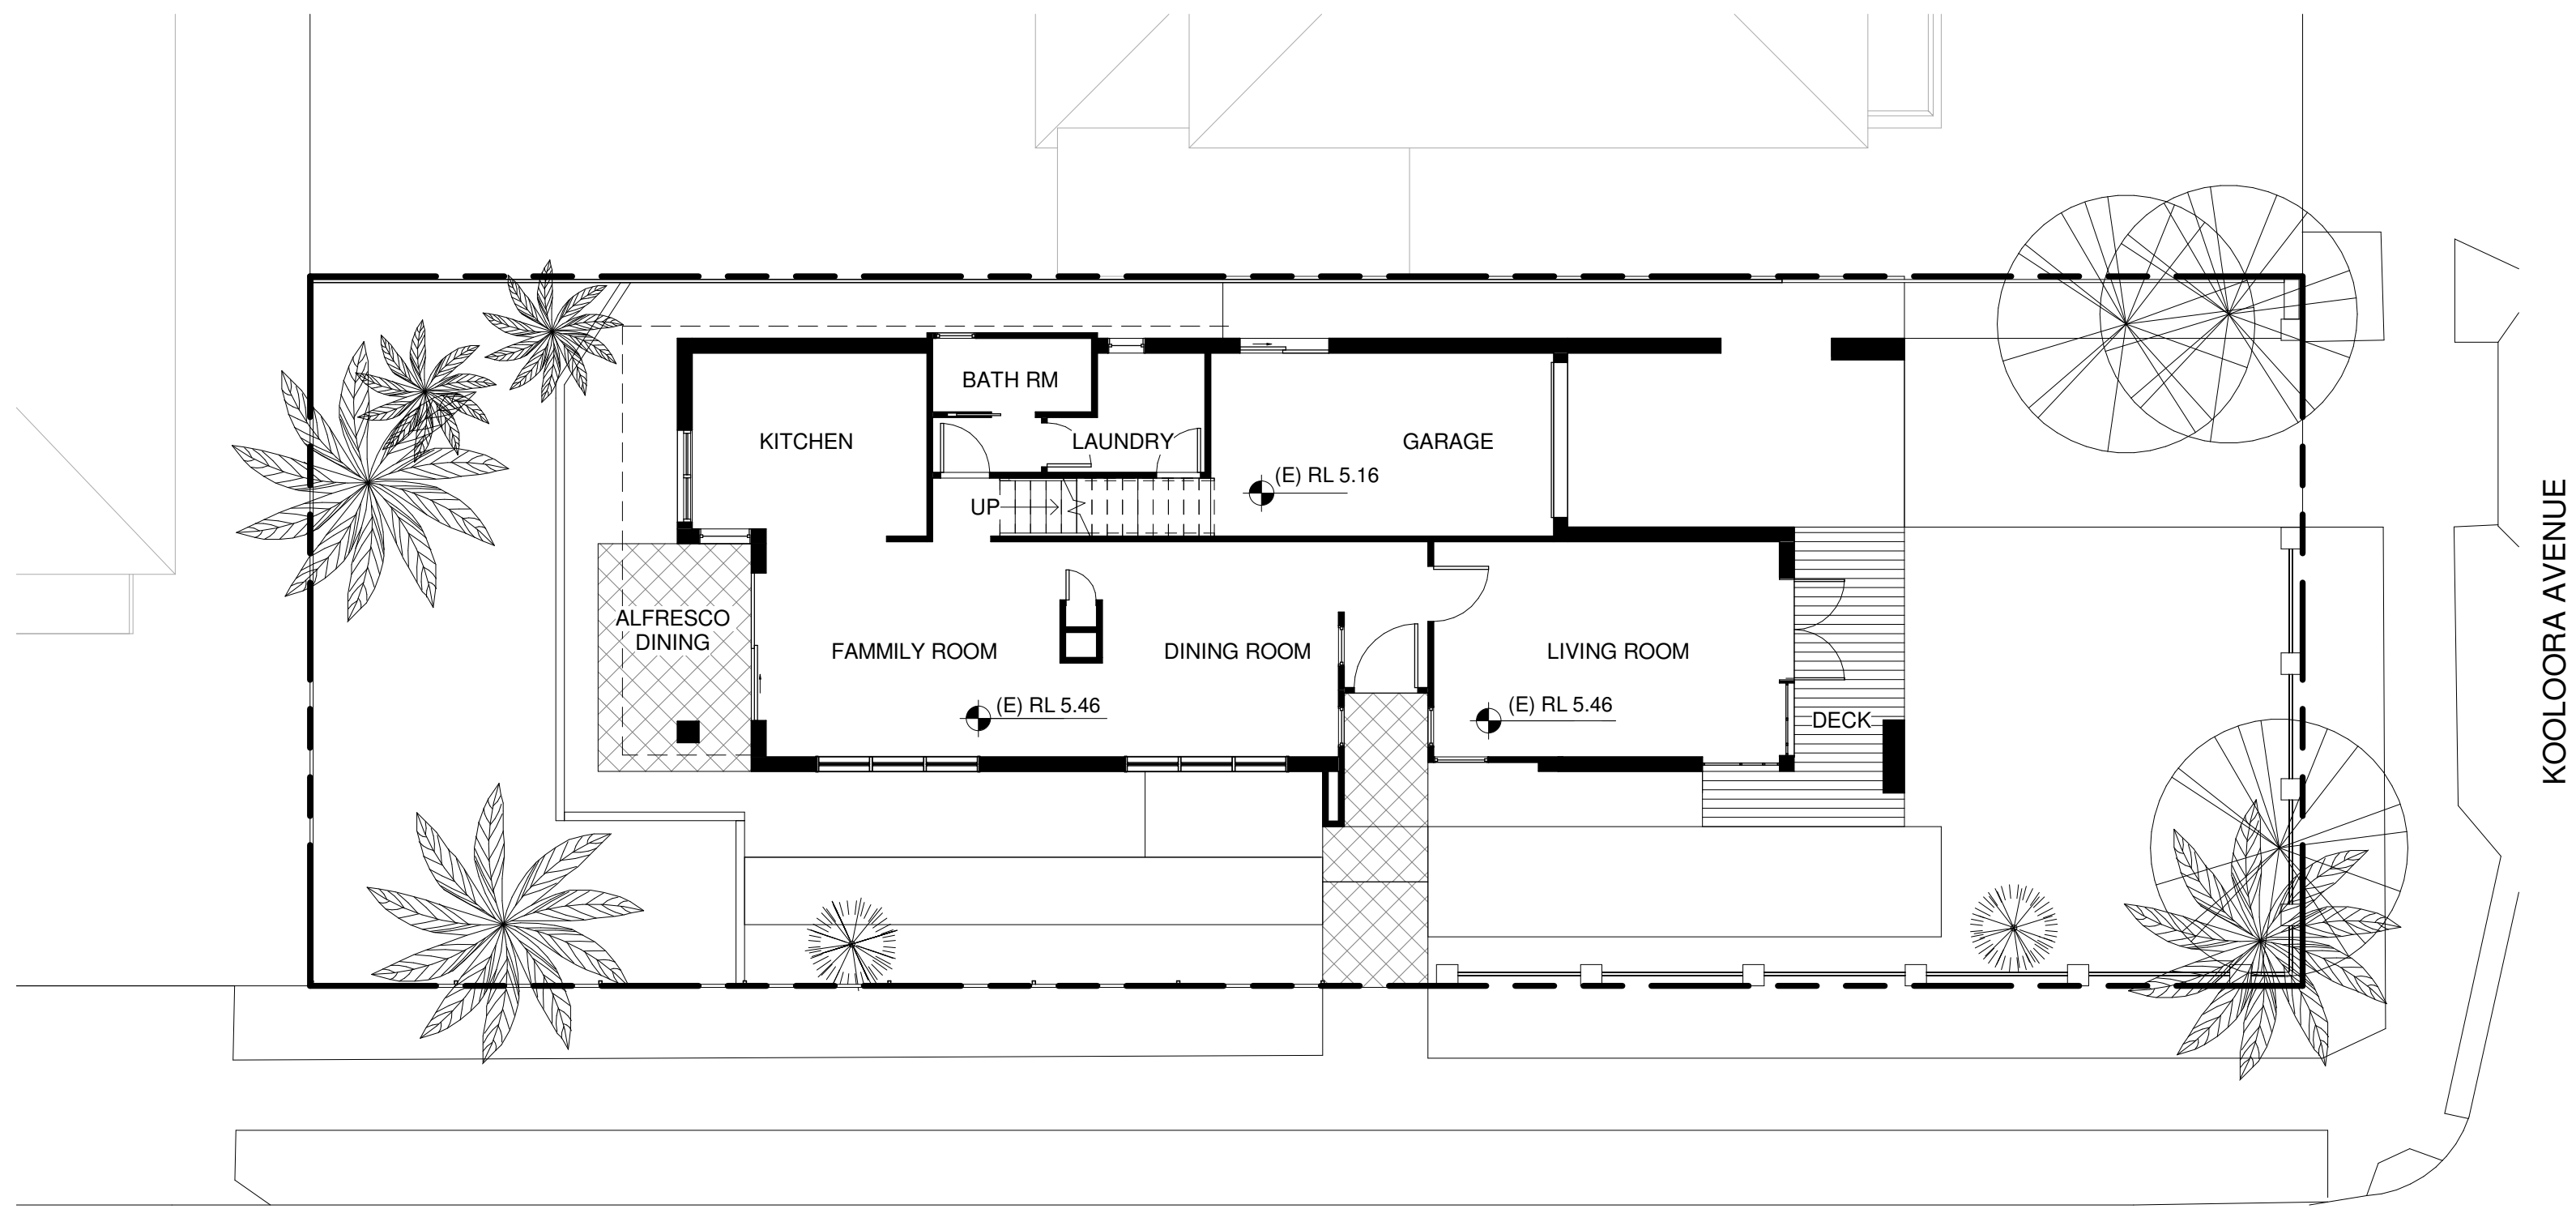 BATH RM
KITCHEN
LAUNDRY
GARAGE
(E) RL 5.16
UP
KOOLOORA AVENUE
ALFRESCO
DINING
FAMMILY ROOM
DINING ROOM
LIVING ROOM
(E) RL 5.46
(E) RL 5.46
DECK